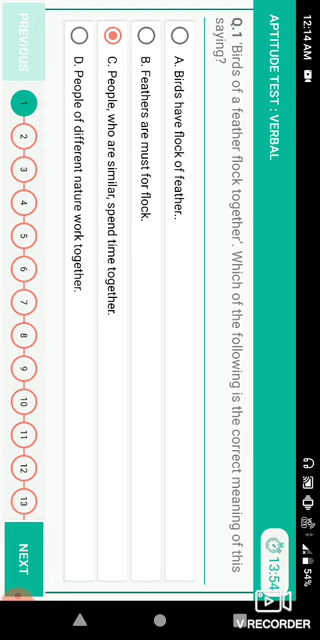 12:14 AM
54%
APTITUDE TEST : VERBAL
13:54
Q.1 'Birds of a feather flock together'. Which of the following is the correct meaning of this
saying?
A. Birds have flock of feather..
B. Feathers are must for flock.
C. People, who are similar, spend time together.
D. People of different nature work together.
PREVIOUS
1
2
3
4
5
6
7
8
9
10
11
12
13
NEXT
V RECORDER